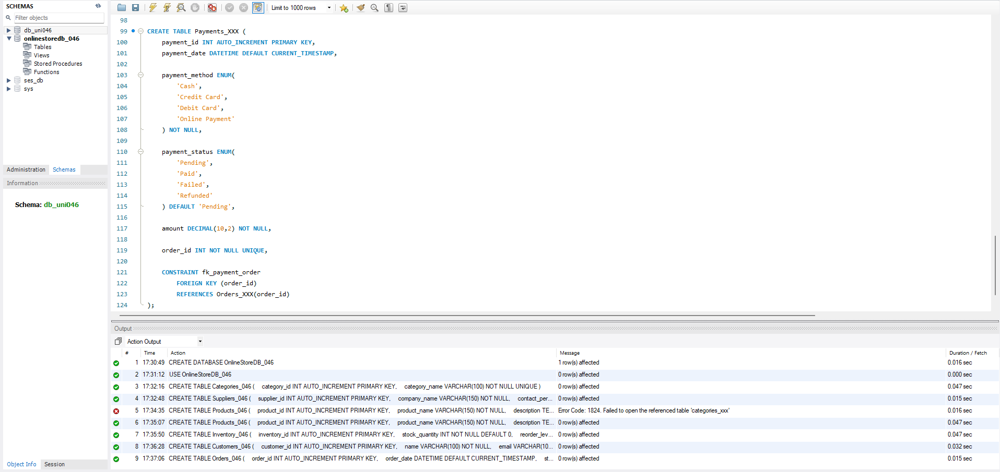 SCHEMAS
Filter objects
db_uni046
onlinestoredb_046
Tables
Views
Stored Procedures
Functions
ses_db
sys
Administration Schemas
Information
Schema: db_uni046
Object Info Session
Limit to 1000 rows
98
99 CREATE TABLE Payments_XXX (
100 payment_id INT AUTO_INCREMENT PRIMARY KEY,
101 payment_date DATETIME DEFAULT CURRENT_TIMESTAMP,
102
103 payment_method ENUM(
104 'Cash',
105 'Credit Card',
106 'Debit Card',
107 'Online Payment'
108 ) NOT NULL,
109
110 payment_status ENUM(
111 'Pending',
112 'Paid',
113 'Failed',
114 'Refunded'
115 ) DEFAULT 'Pending',
116
117 amount DECIMAL(10,2) NOT NULL,
118
119 order_id INT NOT NULL UNIQUE,
120
121 CONSTRAINT fk_payment_order
122 FOREIGN KEY (order_id)
123 REFERENCES Orders_XXX(order_id)
124 );
Output
Action Output
# Time Action Message Duration / Fetch
1 17:30:49 CREATE DATABASE OnlineStoreDB_046 1 row(s) affected 0.016 sec
2 17:31:12 USE OnlineStoreDB_046 0 row(s) affected 0.000 sec
3 17:32:16 CREATE TABLE Categories_046 ( category_id INT AUTO_INCREMENT PRIMARY KEY, category_name VARCHAR(100) NOT NULL UNIQUE ) 0 row(s) affected 0.047 sec
4 17:32:48 CREATE TABLE Suppliers_046 ( supplier_id INT AUTO_INCREMENT PRIMARY KEY, company_name VARCHAR(150) NOT NULL, contact_per... 0 row(s) affected 0.015 sec
5 17:34:35 CREATE TABLE Products_046 ( product_id INT AUTO_INCREMENT PRIMARY KEY, product_name VARCHAR(150) NOT NULL, description TE... Error Code: 1824. Failed to open the referenced table 'categories_xxx' 0.016 sec
6 17:35:07 CREATE TABLE Products_046 ( product_id INT AUTO_INCREMENT PRIMARY KEY, product_name VARCHAR(150) NOT NULL, description TE... 0 row(s) affected 0.047 sec
7 17:35:50 CREATE TABLE Inventory_046 ( inventory_id INT AUTO_INCREMENT PRIMARY KEY, stock_quantity INT NOT NULL DEFAULT 0, reorder_lev... 0 row(s) affected 0.047 sec
8 17:36:28 CREATE TABLE Customers_046 ( customer_id INT AUTO_INCREMENT PRIMARY KEY, name VARCHAR(100) NOT NULL, email VARCHAR(10... 0 row(s) affected 0.032 sec
9 17:37:06 CREATE TABLE Orders_046 ( order_id INT AUTO_INCREMENT PRIMARY KEY, order_date DATETIME DEFAULT CURRENT_TIMESTAMP, st... 0 row(s) affected 0.015 sec